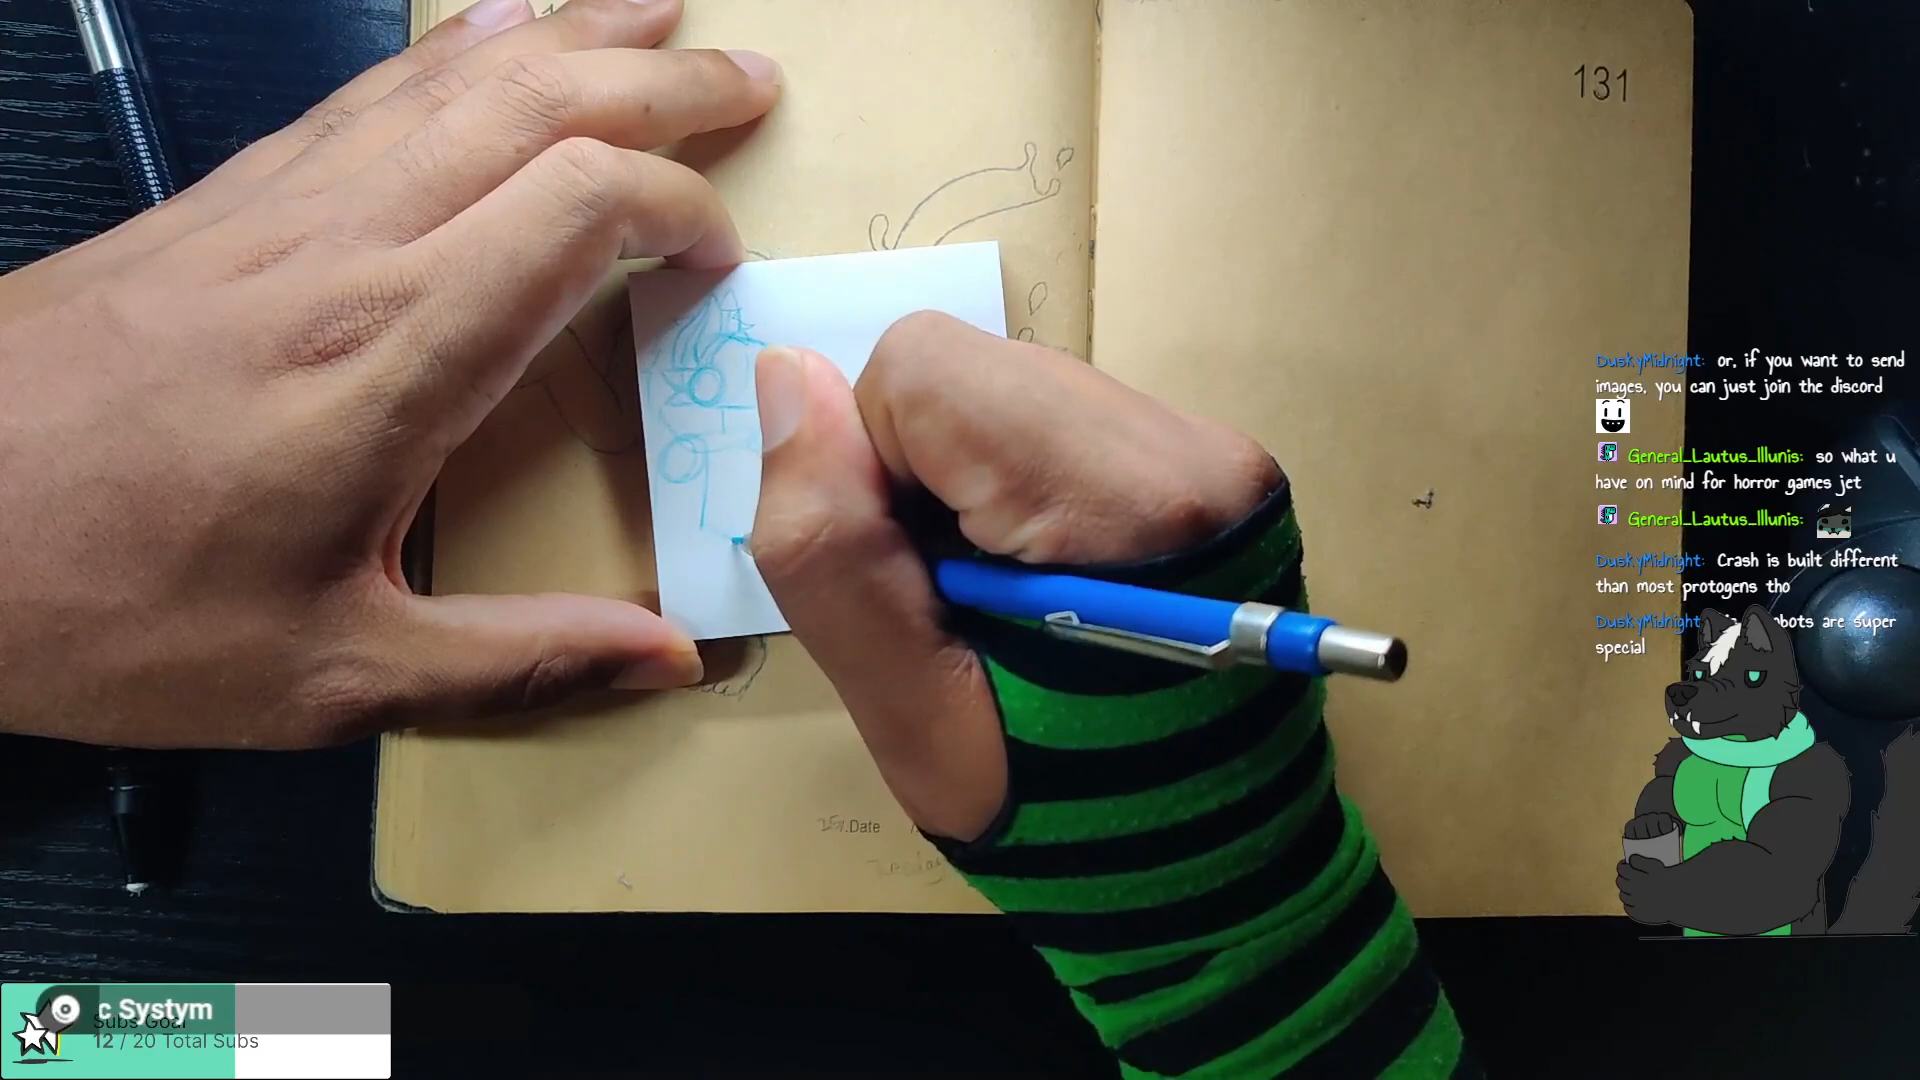 131
DuskyMidnight: or, if you want to send
images, you can just join the discord
General_Lautus_Illunis: so what u
have on mind for horror games jet
General_Lautus_Illunis:
DuskyMidnight: Crash is built different
than most protogens tho
DuskyMidnight: bots are super
special
.Date
Tuesday
c Systym
Subs Goal
12 / 20 Total Subs